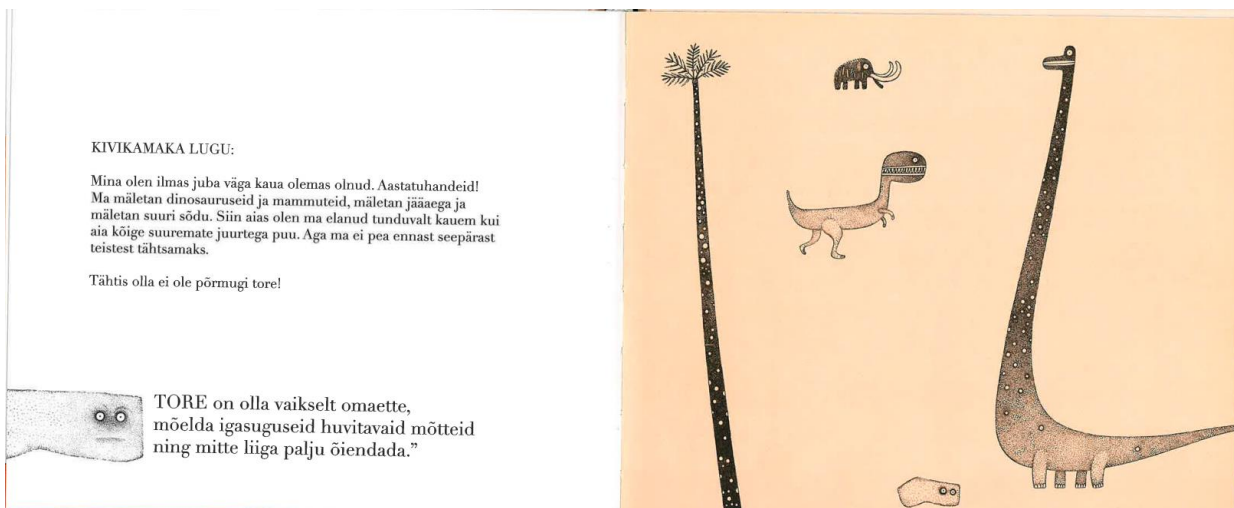 KIVIKAMAKA LUGU:
Mina olen ilmas juba väga kaua olemas olnud. Aastatuhandeid!
Ma mäletan dinosauruseid ja mammuteid, mäletan jääaega ja
mäletan suuri sõdu. Siin aias olen ma elanud tunduvalt kauem kui
aia kõige suuremate juurtega puu. Aga ma ei pea ennast seepärast
teistest tähtsamaks.
Tähtis olla ei ole põrmugi tore!
TORE on olla vaikselt omaette,
mõelda igasuguseid huvitavaid mõtteid
ning mitte liiga palju õiendada.”